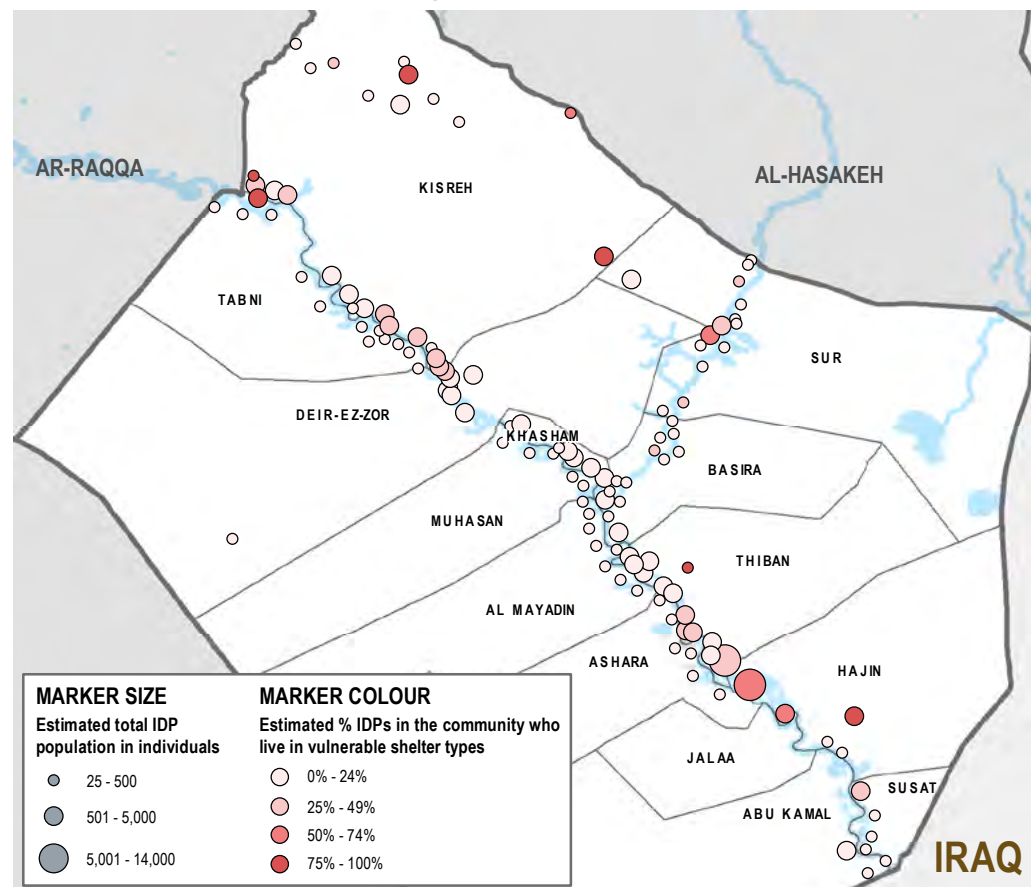 AR-RAQQA
AL-HASAKEH
KISREH
TABNI
SUR
DEIR-EZ-ZOR
KHASHAM
BASIRA
MUHASAN
THIBAN
AL MAYADIN
ASHARA
HAJIN
JALAA
SUSAT
ABU KAMAL
IRAQ
MARKER SIZE
Estimated total IDP
population in individuals
25 - 500
501 - 5,000
5,001 - 14,000
MARKER COLOUR
Estimated % IDPs in the community who
live in vulnerable shelter types
0% - 24%
25% - 49%
50% - 74%
75% - 100%